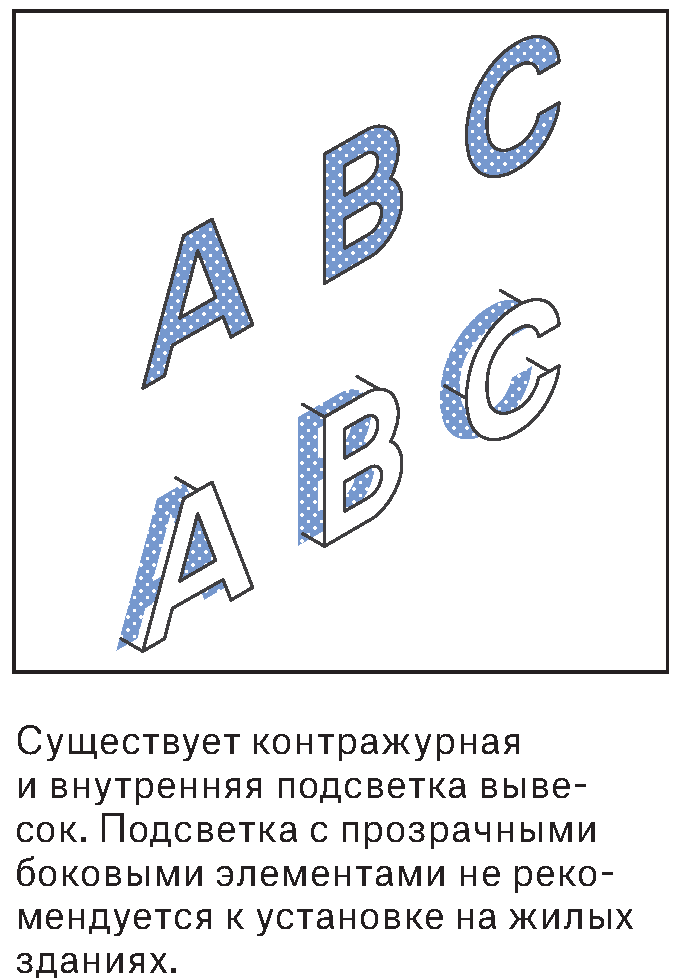 A B C
A B C
Существует контражурная
и внутренняя подсветка выве-
сок. Подсветка с прозрачными
боковыми элементами не реко-
мендуется к установке на жилых
зданиях.